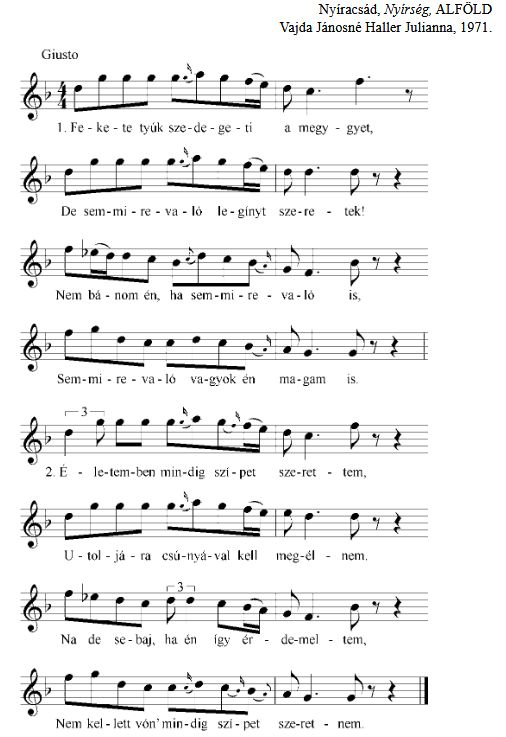 Nyíracsád, Nyírség, ALFÖLD
Vajda Jánosné Haller Julianna, 1971.
Giusto
1. Fe - ke - te tyúk sze - de - ge - ti a megy - gyet,
De sem - mi - re - va - ló le - gínyt sze - re - tek!
Nem bá - nom én, ha sem - mi - re - va - ló is,
Sem - mi - re - va - ló va - gyok én ma - gam is.
3
2. É - le - tem - ben min - dig szí - pet sze - ret - tem,
U - tol - já - ra csú - nyá - val kell meg - él - nem.
3
Na de se - baj, ha én így ér - de - mel - tem,
Nem kel - lett vón' min - dig szí - pet sze - ret - nem.